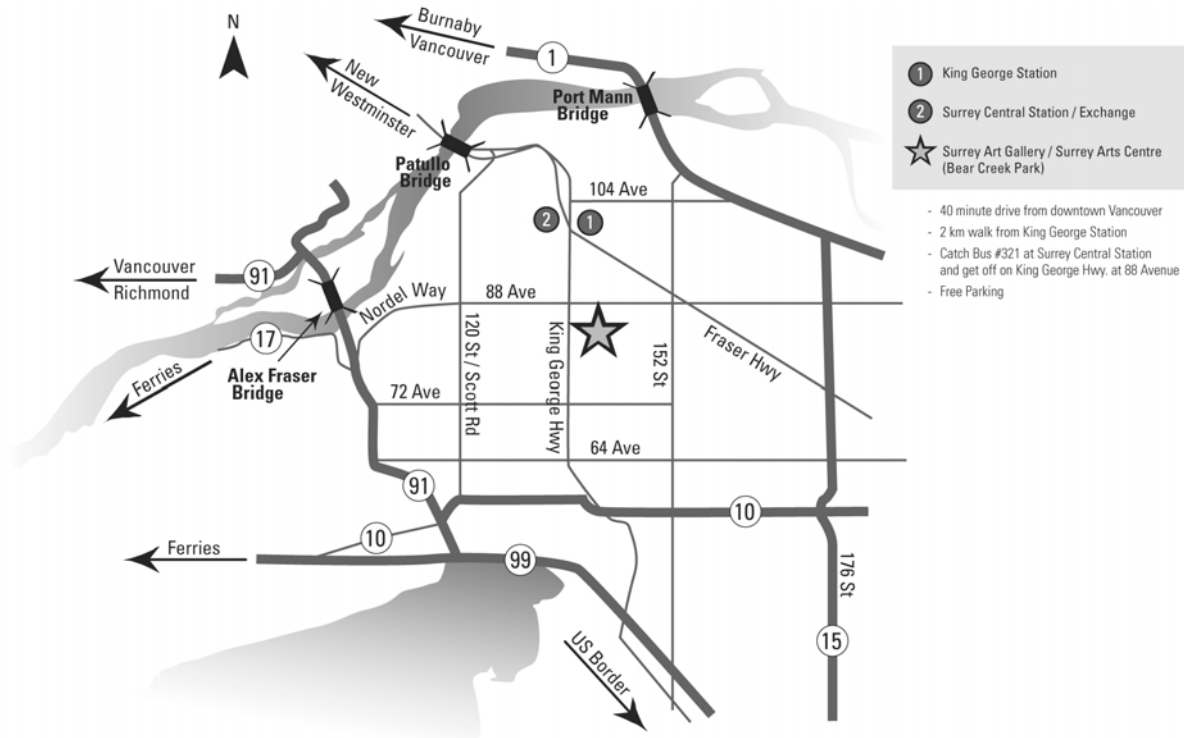 N
Burnaby
Vancouver
1
New
Westminster
Port Mann
Bridge
Patullo
Bridge
104 Ave
2
1
Vancouver
Richmond
91
Nordel Way
88 Ave
17
Ferries
Alex Fraser
Bridge
120 St / Scott Rd
King George Hwy
152 St
Fraser Hwy
72 Ave
64 Ave
91
10
10
Ferries
99
176 St
15
US Border
1
King George Station
2
Surrey Central Station / Exchange
Surrey Art Gallery / Surrey Arts Centre
(Bear Creek Park)
- 40 minute drive from downtown Vancouver
- 2 km walk from King George Station
- Catch Bus #321 at Surrey Central Station
and get off on King George Hwy. at 88 Avenue
- Free Parking